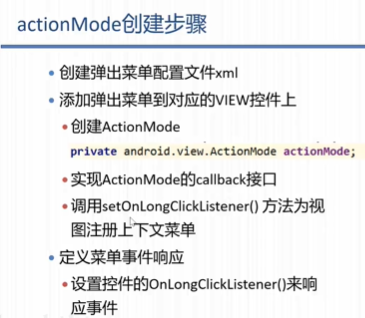 actionMode创建步骤
创建弹出菜单配置文件xml
添加弹出菜单到对应的VIEW控件上
创建ActionMode
private android.view.ActionMode actionMode;
实现ActionMode的callback接口
调用setOnLongClickListener() 方法为视
图注册上下文菜单
定义菜单事件响应
设置控件的OnLongClickListener()来响
应事件